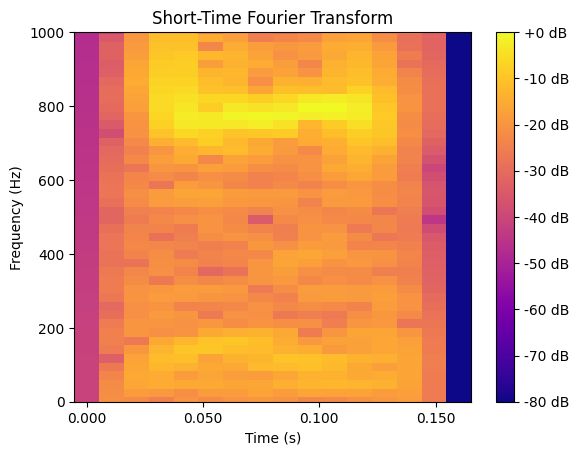 Short-Time Fourier Transform
1000
800
600
400
200
0
Frequency (Hz)
0.000
0.050
0.100
0.150
Time (s)
+0 dB
-10 dB
-20 dB
-30 dB
-40 dB
-50 dB
-60 dB
-70 dB
-80 dB